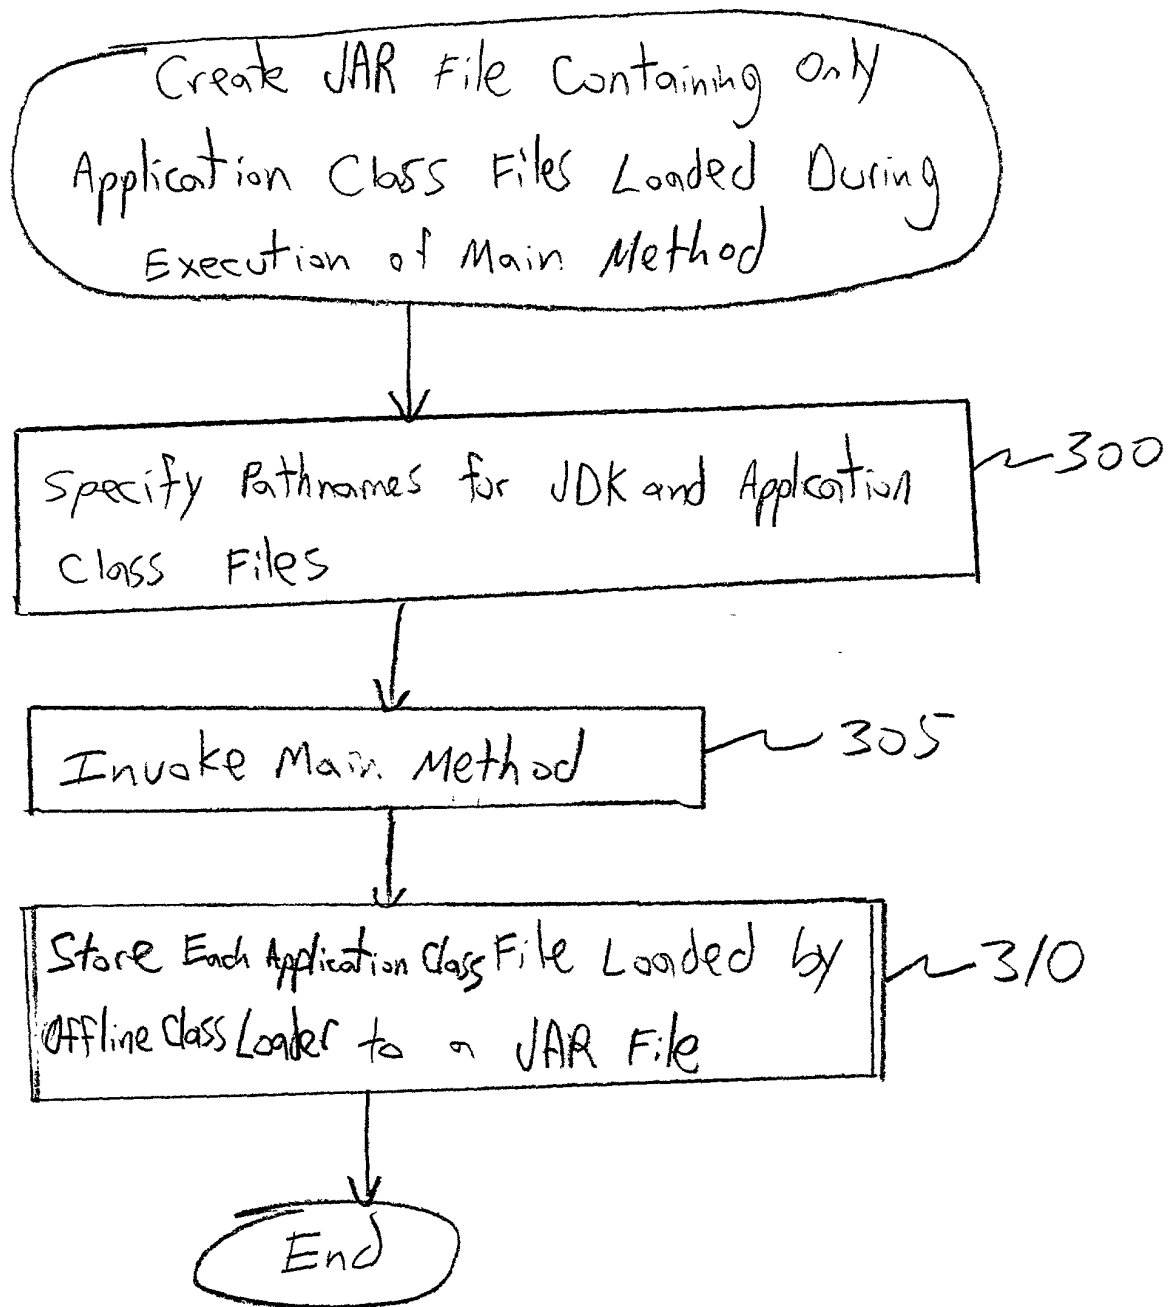 Create JAR File Containing Only
Application Class Files Loaded During
Execution of Main Method
Specify Pathnames for JDK and Application
Class Files
300
Invoke Main Method
305
Store Each Application Class File Loaded by
Offline Class Loader to a JAR File
310
End